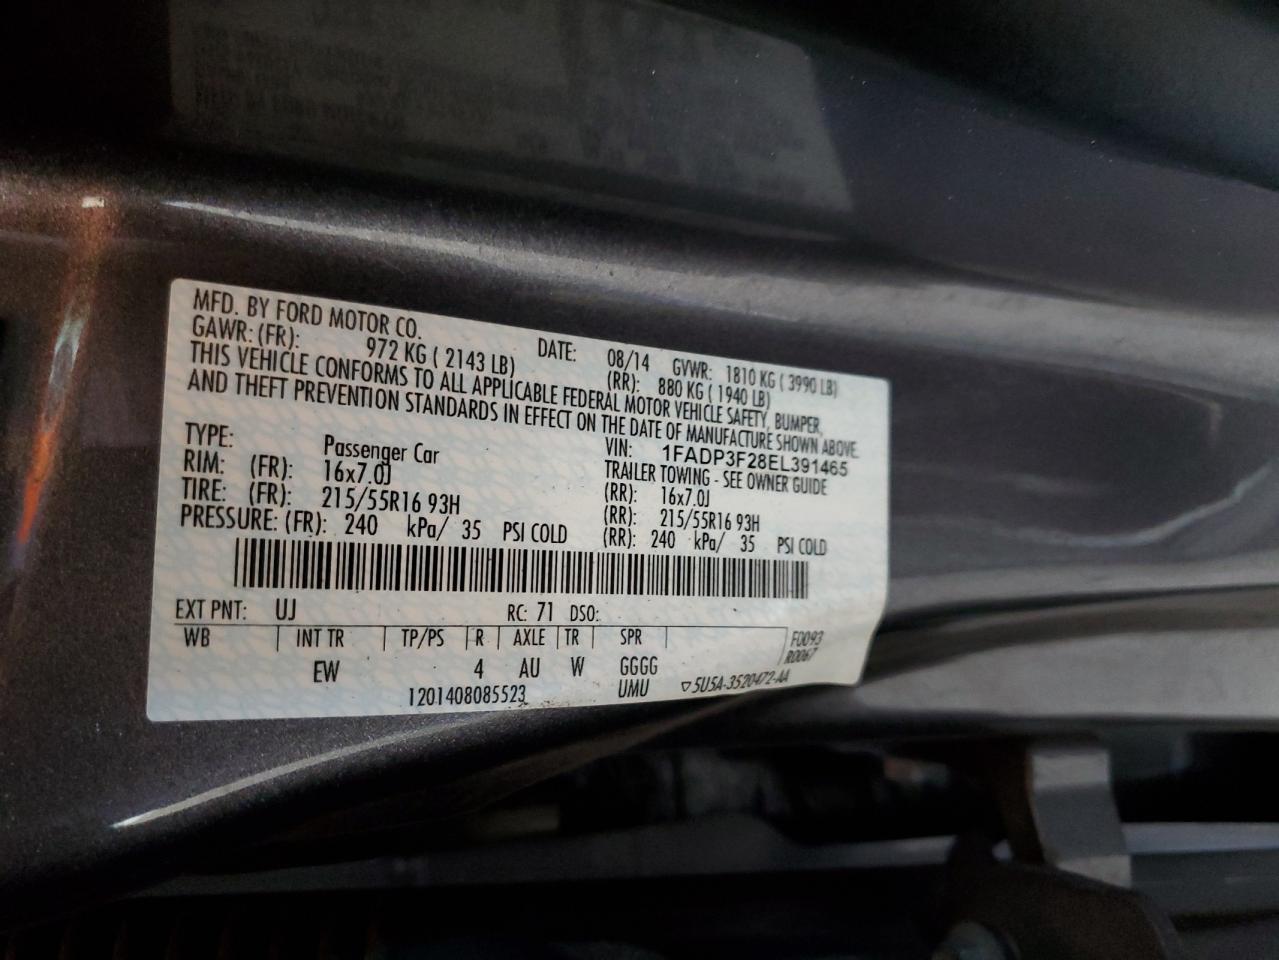 MFD. BY FORD MOTOR CO.
DATE: 08/14 GVWR: 1810 KG ( 3990 LB)
GAWR: (FR): 972 KG ( 2143 LB) (RR): 880 KG ( 1940 LB)
THIS VEHICLE CONFORMS TO ALL APPLICABLE FEDERAL MOTOR VEHICLE SAFETY, BUMPER,
AND THEFT PREVENTION STANDARDS IN EFFECT ON THE DATE OF MANUFACTURE SHOWN ABOVE.
VIN: 1FADP3F28EL391465
TYPE: Passenger Car TRAILER TOWING - SEE OWNER GUIDE
RIM: (FR): 16x7.0J (RR): 16x7.0J
TIRE: (FR): 215/55R16 93H (RR): 215/55R16 93H
PRESSURE: (FR): 240 kPa/ 35 PSI COLD (RR): 240 kPa/ 35 PSI COLD
EXT PNT: UJ RC: 71 DSO:
WB INT TR TP/PS R AXLE TR SPR F0093
R0067
EW 4 AU W GGGG
1201408085523 UMU ▽5U5A-3520472-AA